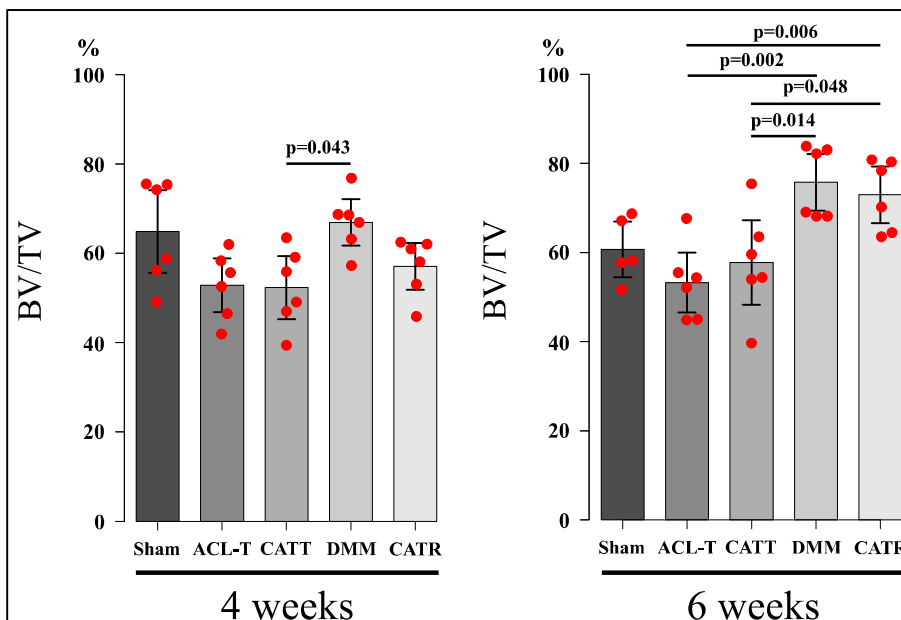 %
BV/TV
100
80
60
40
20
0
p=0.043
Sham ACL-T CATT DMM CATR
4 weeks
%
BV/TV
100
80
60
40
20
0
p=0.006
p=0.002
p=0.048
p=0.014
Sham ACL-T CATT DMM CATR
6 weeks